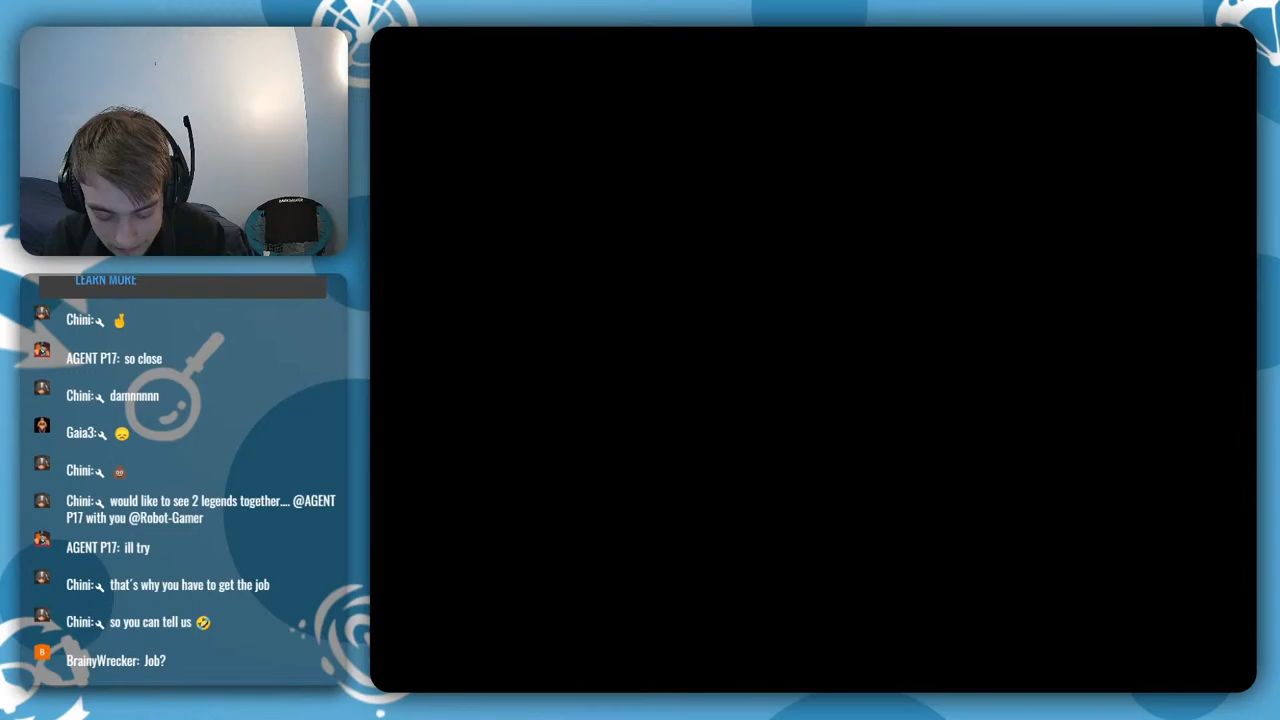 LEARN MORE
Chini:
AGENT P17: so close
Chini: damnnnnn
Gaia3:
Chini:
Chini: would like to see 2 legends together.... @AGENT
P17 with you @Robot-Gamer
AGENT P17: ill try
Chini: that´s why you have to get the job
Chini: so you can tell us 🤣
B
BrainyWrecker: Job?